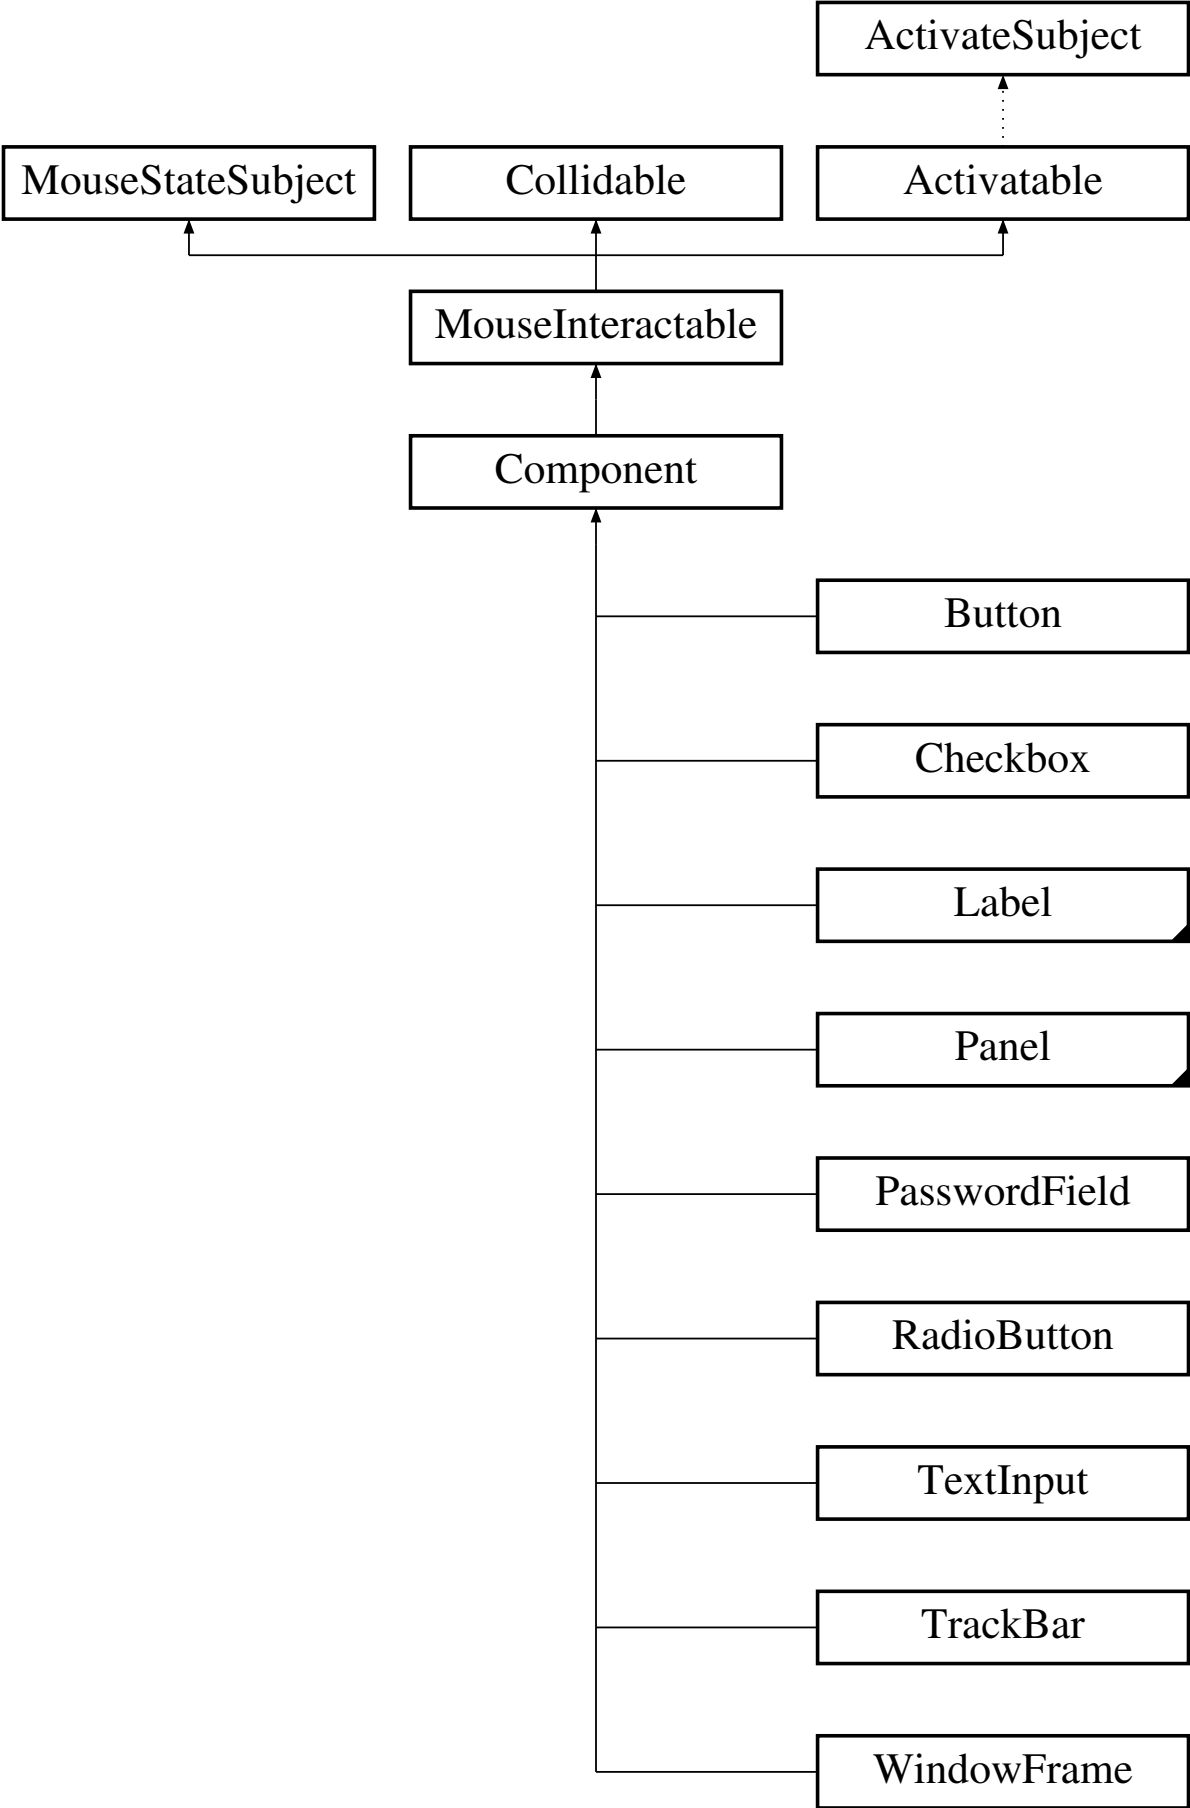 ActivateSubject
MouseStateSubject
Collidable
Activatable
MouseInteractable
Component
Button
Checkbox
Label
Panel
PasswordField
RadioButton
TextInput
TrackBar
WindowFrame